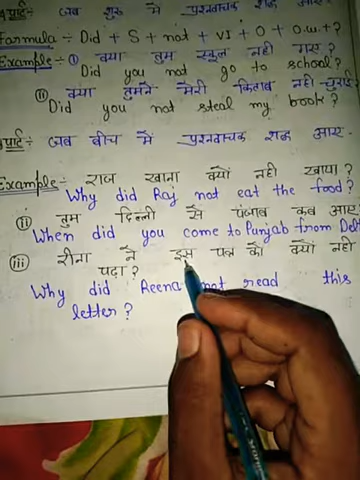 पार्ट:- जब शुरू में प्रश्नवाचक शब्द आए
Formula:- Did + S + not + VI + O + O.w.+ ?
Example:- ① क्या तुम स्कूल नही गए?
Did you not go to school?
(ii) क्या तुमने मेरी किताब नही चुराई
Did you not steal my book?
पार्ट:- जब बीच में प्रश्नवाचक शब्द आए
Example:- राज खाना क्यों नही खाया?
Why did Raj not eat the food?
(ii) तुम दिल्ली से पंजाब कब आए
When did you come to Punjab from Del
(iii) रीना ने इस पत्र को क्यों नही
पढ़ा?
Why did Reena not read this
letter?